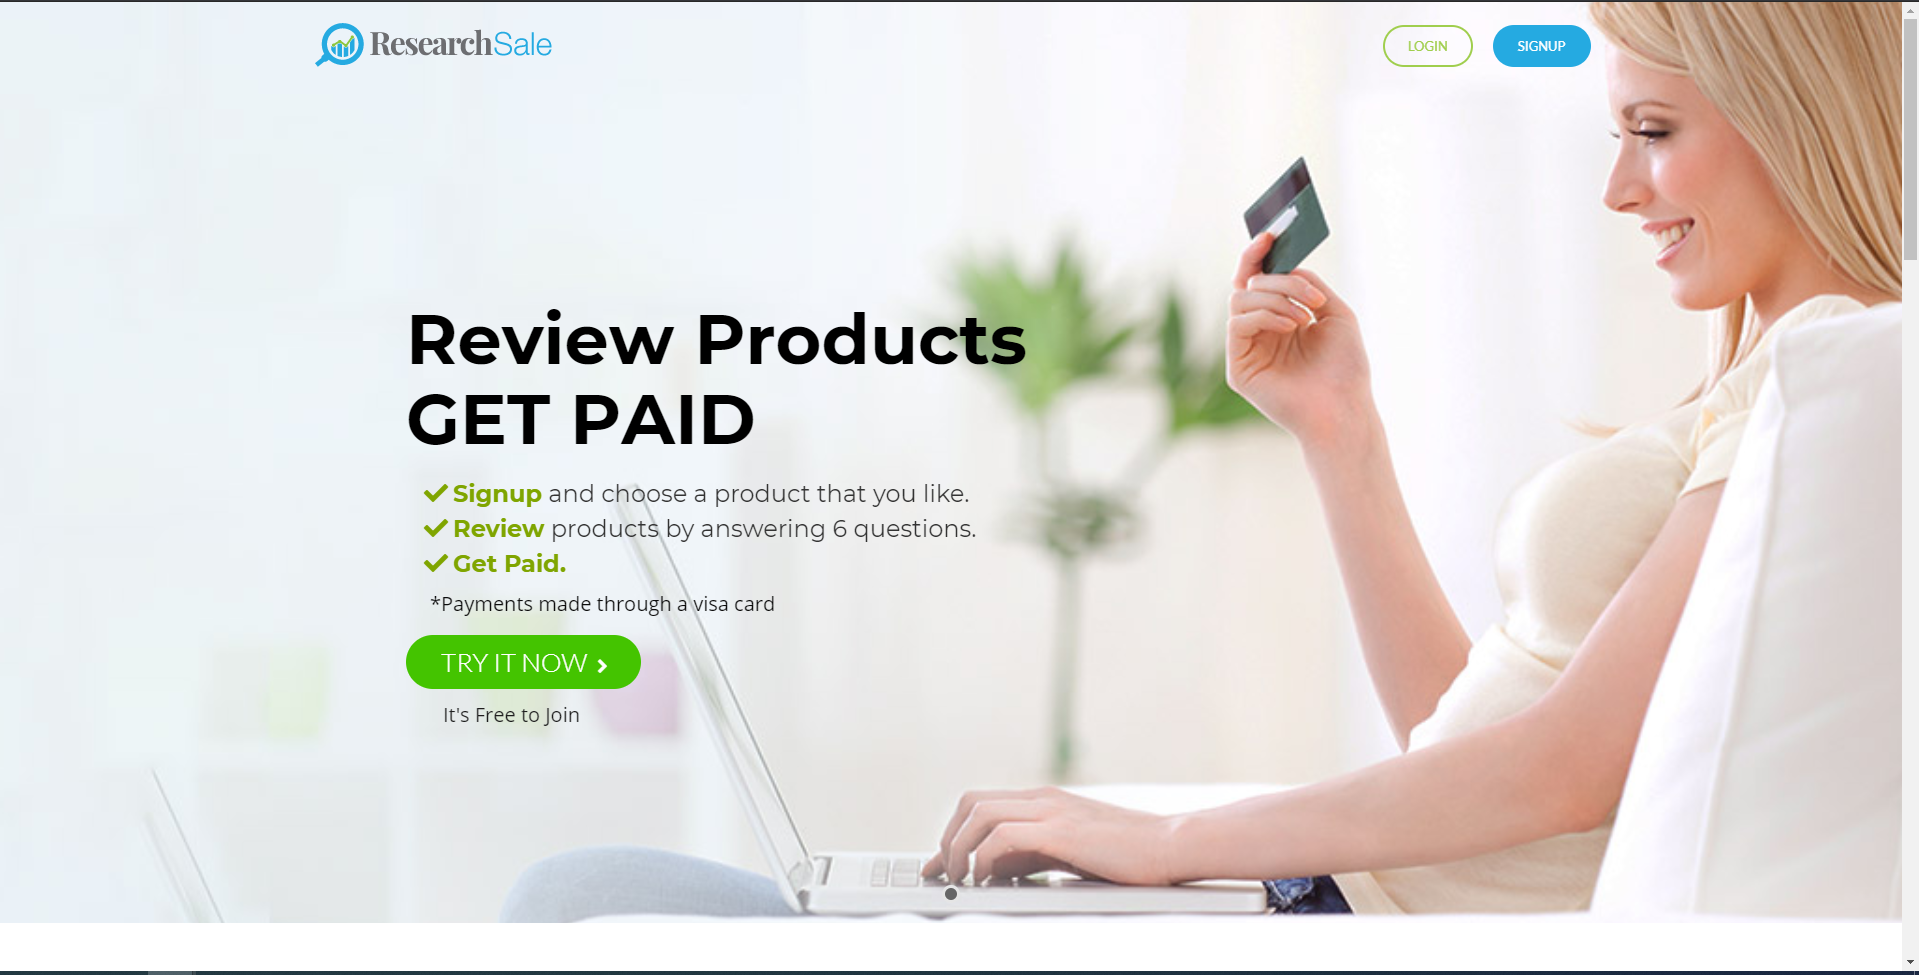 ResearchSale
LOGIN
SIGNUP
Review Products
GET PAID
Signup and choose a product that you like.
Review products by answering 6 questions.
Get Paid.
*Payments made through a visa card
TRY IT NOW
It's Free to Join